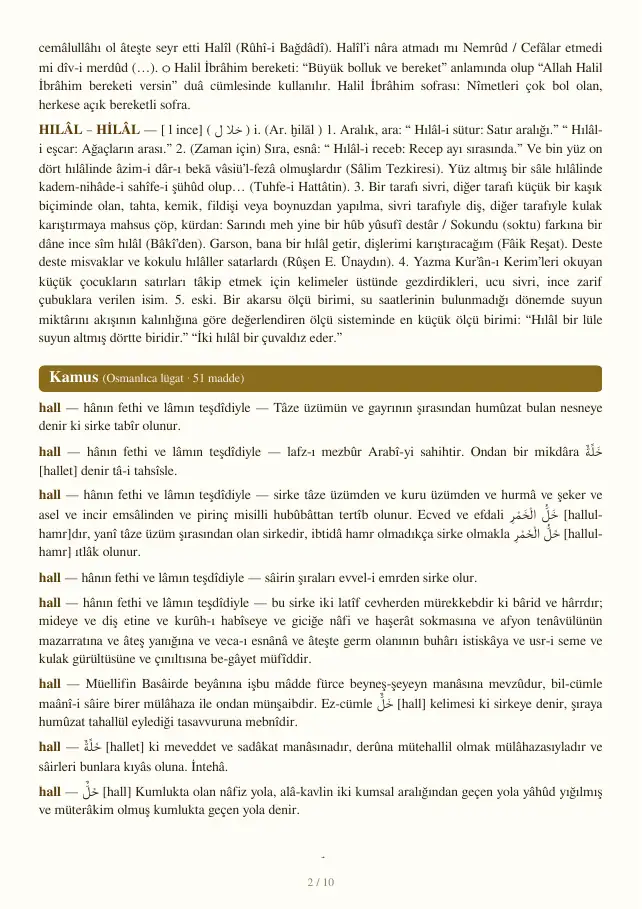 cemâlullâhı ol âteşte seyr etti Halîl (Rûhî-i Bağdâdî). Halîl'i nâra atmadı mı Nemrûd / Cefâlar etmedi
mi dîv-i merdûd (…). ѻ Halil İbrâhim bereketi: “Büyük bolluk ve bereket” anlamında olup “Allah Halil
İbrâhim bereketi versin” duâ cümlesinde kullanılır. Halil İbrâhim sofrası: Nîmetleri çok bol olan,
herkese açık bereketli sofra.
HILÂL – HİLÂL — [ l ince] ( خلا ل ) i. (Ar. ḫilāl ) 1. Aralık, ara: “ Hılâl-i sütur: Satır aralığı.” “ Hılâl-
i eşcar: Ağaçların arası.” 2. (Zaman için) Sıra, esnâ: “ Hılâl-i receb: Recep ayı sırasında.” Ve bin yüz on
dört hılâlinde âzim-i dâr-ı bekā vâsiü'l-fezâ olmuşlardır (Sâlim Tezkiresi). Yüz altmış bir sâle hılâlinde
kadem-nihâde-i sahîfe-i şühûd olup… (Tuhfe-i Hattâtin). 3. Bir tarafı sivri, diğer tarafı küçük bir kaşık
biçiminde olan, tahta, kemik, fildişi veya boynuzdan yapılma, sivri tarafıyle diş, diğer tarafıyle kulak
karıştırmaya mahsus çöp, kürdan: Sarındı meh yine bir hûb yûsufî destâr / Sokundu (soktu) farkına bir
dâne ince sîm hılâl (Bâkî'den). Garson, bana bir hılâl getir, dişlerimi karıştıracağım (Fâik Reşat). Deste
deste misvaklar ve kokulu hılâller satarlardı (Rûşen E. Ünaydın). 4. Yazma Kur'ân-ı Kerim'leri okuyan
küçük çocukların satırları tâkip etmek için kelimeler üstünde gezdirdikleri, ucu sivri, ince zarif
çubuklara verilen isim. 5. eski. Bir akarsu ölçü birimi, su saatlerinin bulunmadığı dönemde suyun
miktârını akışının kalınlığına göre değerlendiren ölçü sisteminde en küçük ölçü birimi: “Hılâl bir lüle
suyun altmış dörtte biridir.” “İki hılâl bir çuvaldız eder.”
Kamus (Osmanlıca lügat · 51 madde)
hall — hânın fethi ve lâmın teşdîdiyle — Tâze üzümün ve gayrının şırasından humûzat bulan nesneye
denir ki sirke tabîr olunur.
hall — hânın fethi ve lâmın teşdîdiyle — lafz-ı mezbûr Arabî-yi sahihtir. Ondan bir mikdâra خَلَّةٌ
[hallet] denir tâ-i tahsîsle.
hall — hânın fethi ve lâmın teşdîdiyle — sirke tâze üzümden ve kuru üzümden ve hurmâ ve şeker ve
asel ve incir emsâlinden ve pirinç misilli hubûbâttan tertîb olunur. Ecved ve efdali خَلُّ الْخَمْرِ [hallul-
hamr]dır, yanî tâze üzüm şırasından olan sirkedir, ibtidâ hamr olmadıkça sirke olmakla خَلُّ الْخَمْرِ [hallul-
hamr] ıtlâk olunur.
hall — hânın fethi ve lâmın teşdîdiyle — sâirin şıraları evvel-i emrden sirke olur.
hall — hânın fethi ve lâmın teşdîdiyle — bu sirke iki latîf cevherden mürekkebdir ki bârid ve hârrdır;
mideye ve diş etine ve kurûh-ı habîseye ve giciğe nâfi ve haşerât sokmasına ve afyon tenâvülünün
mazarratına ve âteş yanığına ve veca-ı esnânâ ve âteşte germ olanının buhârı istiskâya ve usr-i seme ve
kulak gürültüsüne ve çınıltısına be-gâyet müfîddir.
hall — Müellifin Basâirde beyânına işbu mâdde fürce beyneş-şeyeyn manâsına mevzûdur, bil-cümle
maânî-i sâire birer mülâhaza ile ondan münşaibdir. Ez-cümle خَلٌّ [hall] kelimesi ki sirkeye denir, şıraya
humûzat tahallül eylediği tasavvuruna mebnîdir.
hall — خَلَّةٌ [hallet] ki meveddet ve sadâkat manâsınadır, derûna mütehallil olmak mülâhazasıyladır ve
sâirleri bunlara kıyâs oluna. İntehâ.
hall — خَلٌّ [hall] Kumlukta olan nâfiz yola, alâ-kavlin iki kumsal aralığından geçen yola yâhûd yığılmış
ve müterâkim olmuş kumlukta geçen yola denir.
-
2 / 10